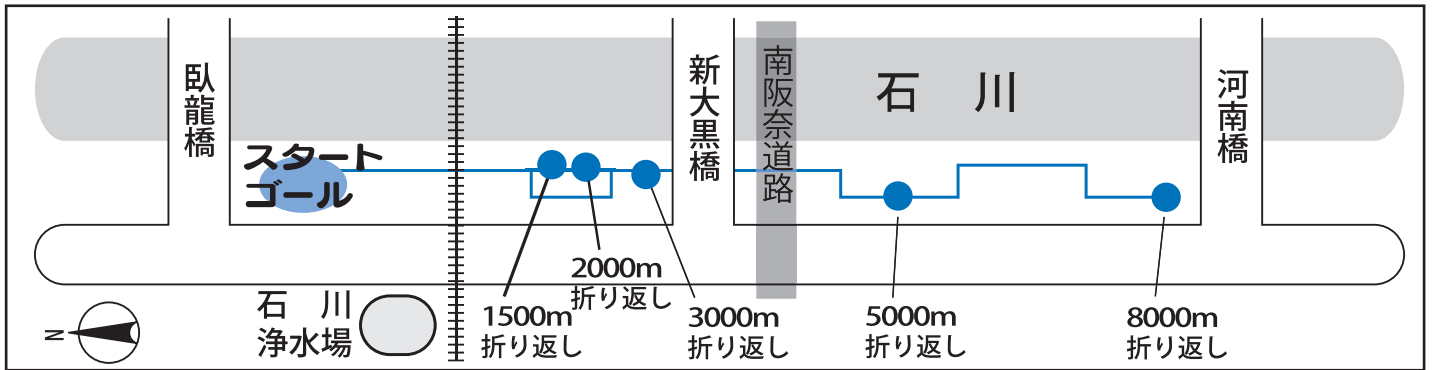 臥龍橋
新大黒橋
南阪奈道路
石　川
河南橋
スタート
ゴール
2000m
折り返し
1500m
折り返し
3000m
折り返し
5000m
折り返し
8000m
折り返し
石　川
浄水場
N